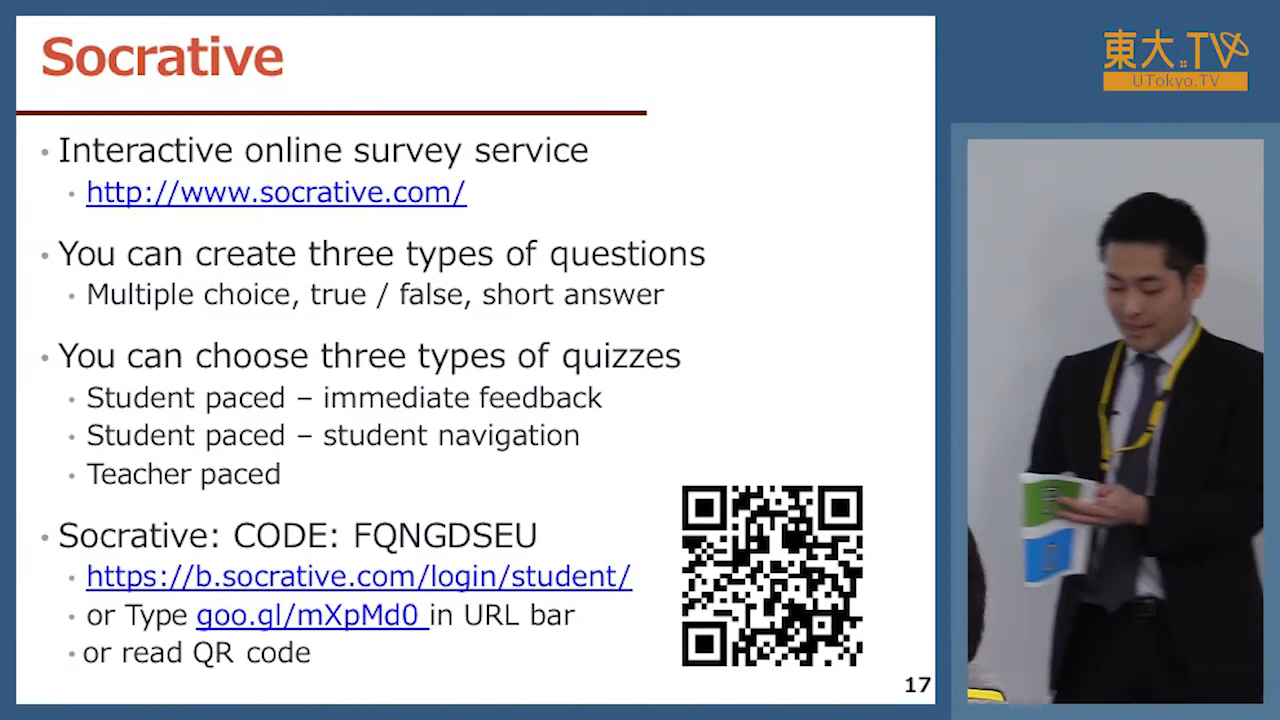 Socrative
東大.TV
UTokyo.TV
• Interactive online survey service
• http://www.socrative.com/
• You can create three types of questions
• Multiple choice, true / false, short answer
• You can choose three types of quizzes
• Student paced – immediate feedback
• Student paced – student navigation
• Teacher paced
• Socrative: CODE: FQNGDSEU
• https://b.socrative.com/login/student/
• or Type goo.gl/mXpMd0 in URL bar
• or read QR code
17